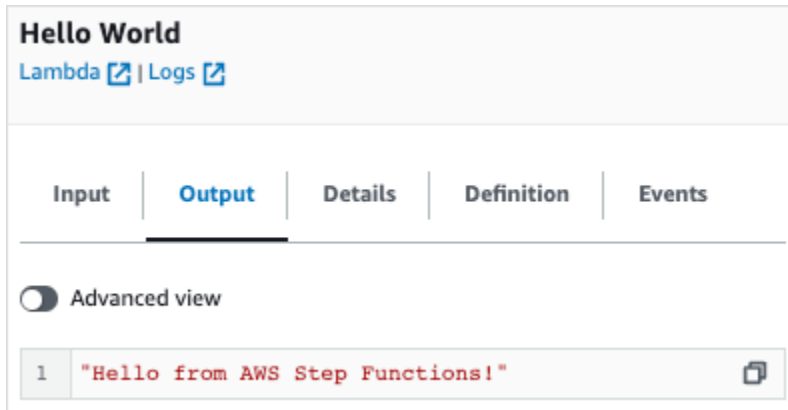 Hello World
Lambda | Logs
Input Output Details Definition Events
Advanced view
1 "Hello from AWS Step Functions!"